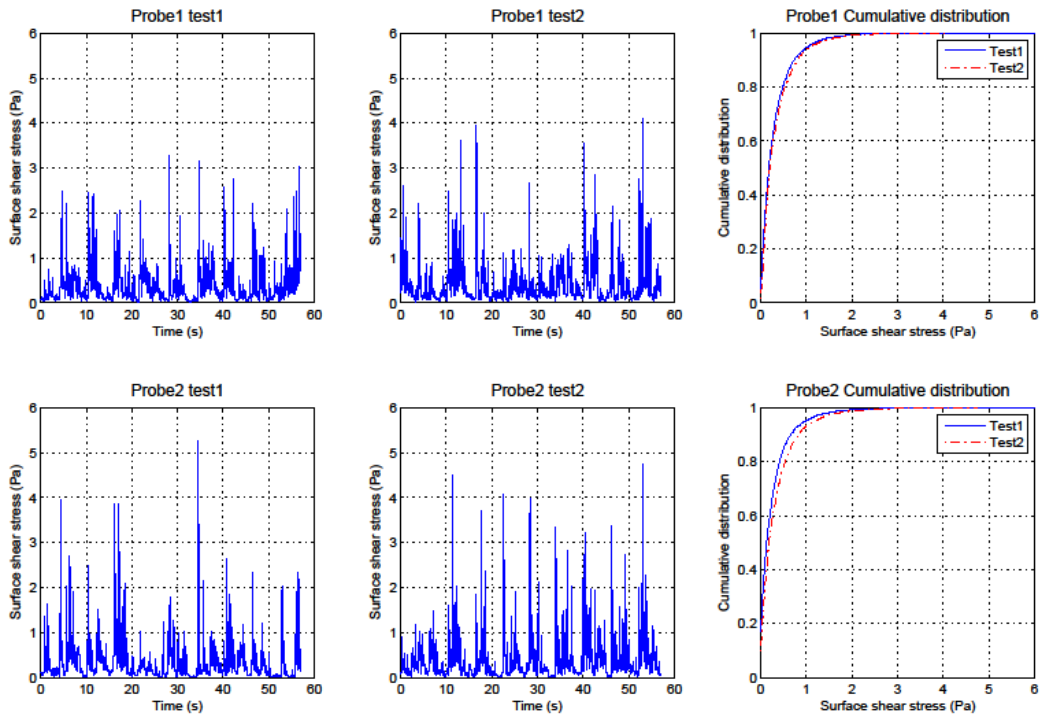 Probe1 test1
Surface shear stress (Pa)
6
5
4
3
2
1
0
0 10 20 30 40 50 60
Time (s)
Probe1 test2
Surface shear stress (Pa)
6
5
4
3
2
1
0
0 10 20 30 40 50 60
Time (s)
Probe1 Cumulative distribution
Cumulative distribution
1
0.8
0.6
0.4
0.2
0
Test1
Test2
0 1 2 3 4 5 6
Surface shear stress (Pa)
Probe2 test1
Surface shear stress (Pa)
6
5
4
3
2
1
0
0 10 20 30 40 50 60
Time (s)
Probe2 test2
Surface shear stress (Pa)
6
5
4
3
2
1
0
0 10 20 30 40 50 60
Time (s)
Probe2 Cumulative distribution
Cumulative distribution
1
0.8
0.6
0.4
0.2
0
Test1
Test2
0 1 2 3 4 5 6
Surface shear stress (Pa)